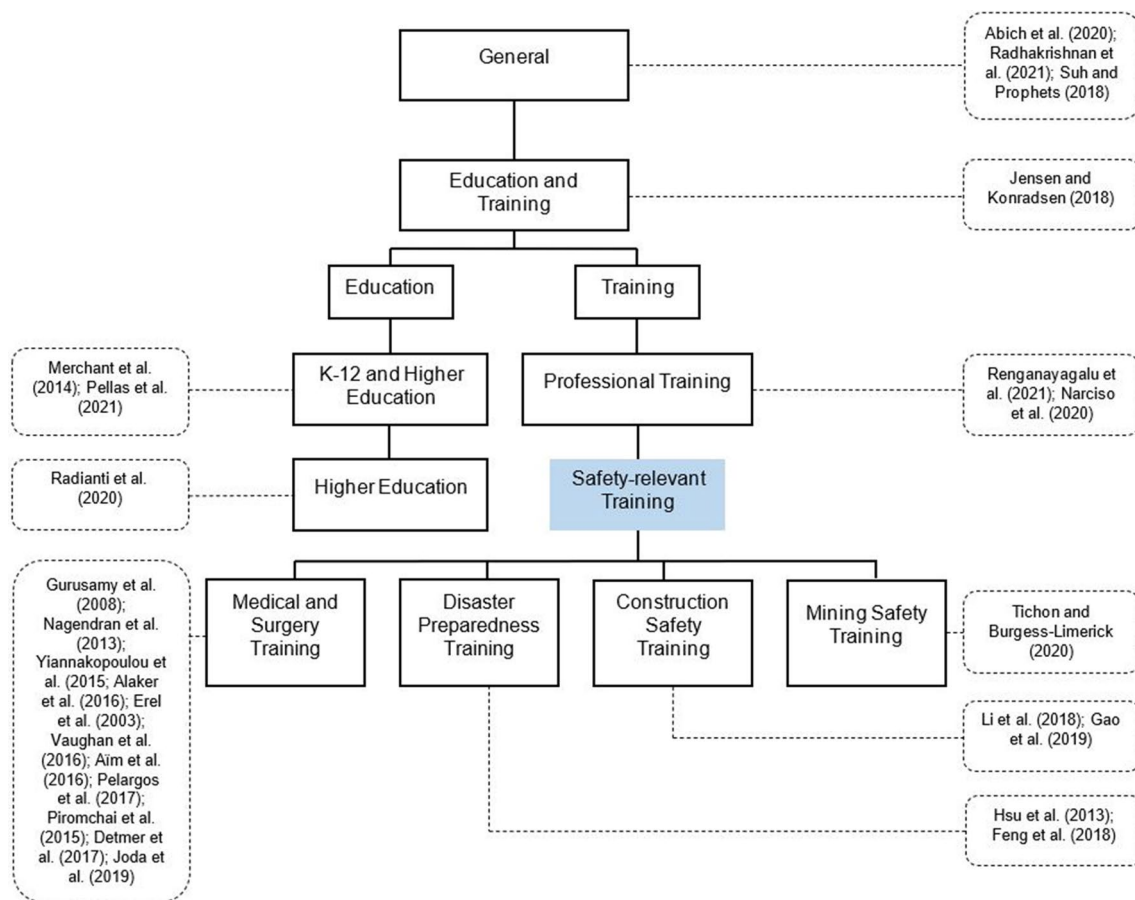 General
Abich et al. (2020);
Radhakrishnan
et al. (2021); Suh and
Prophets (2018)
Education and
Training
Jensen and
Konradsen (2018)
Education
Training
Merchant et al.
(2014); Pellas et al.
(2021)
K-12 and Higher
Education
Professional Training
Renganayagalu et
al. (2021); Narciso
et al. (2020)
Radianti et al.
(2020)
Higher Education
Safety-relevant
Training
Gurusamy et al.
(2008);
Nagendran et al.
(2013);
Yiannakopoulou et
al. (2015; Alaker et
al. (2016); Erel et
al. (2003);
Vaughan et al.
(2016); Aïm et al.
(2016); Pelargos
et al. (2017);
Piromchai et al.
(2015); Detmer et
al. (2017); Joda et
al. (2019)
Medical and
Surgery
Training
Disaster
Preparedness
Training
Construction
Safety
Training
Mining Safety
Training
Tichon and
Burgess-Limerick
(2020)
Li et al. (2018); Gao
et al. (2019)
Hsu et al. (2013);
Feng et al. (2018)